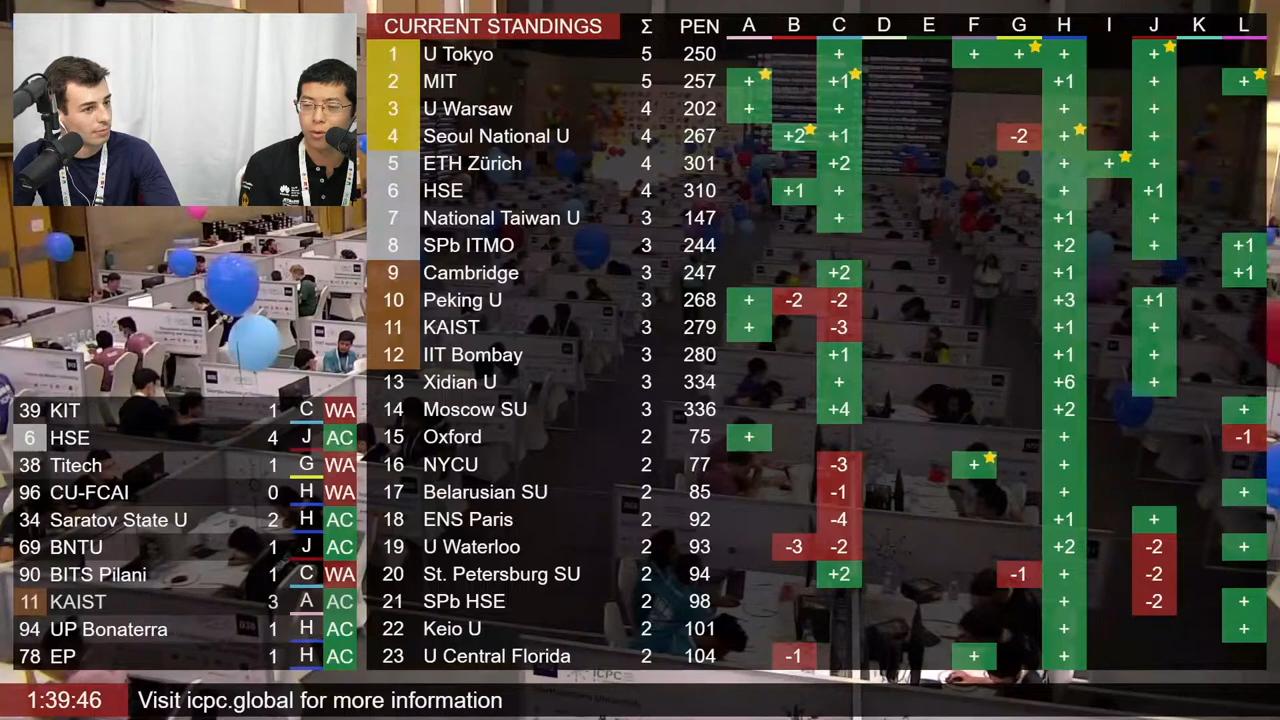 CURRENT STANDINGS Σ PEN A B C D E F G H I J K L
1 U Tokyo 5 250 + + + + +
2 MIT 5 257 + +1 +1 + +
3 U Warsaw 4 202 + + + +
4 Seoul National U 4 267 +2 +1 -2 + +
5 ETH Zürich 4 301 +2 + + +
6 HSE 4 310 +1 + + +1
7 National Taiwan U 3 147 + +1 +
8 SPb ITMO 3 244 +2 + +1
9 Cambridge 3 247 +2 +1 +1
10 Peking U 3 268 + -2 -2 +3 +1
11 KAIST 3 279 + -3 +1 +
12 IIT Bombay 3 280 +1 +1 +
13 Xidian U 3 334 + +6 +
14 Moscow SU 3 336 +4 +2 +
15 Oxford 2 75 + + -1
16 NYCU 2 77 -3 + +
17 Belarusian SU 2 85 -1 + +
18 ENS Paris 2 92 -4 +1 +
19 U Waterloo 2 93 -3 -2 +2 -2 +
20 St. Petersburg SU 2 94 +2 -1 + -2
21 SPb HSE 2 98 + -2 +
22 Keio U 2 101 + +
23 U Central Florida 2 104 -1 + +
39 KIT 1 C WA
6 HSE 4 J AC
38 Titech 1 G WA
96 CU-FCAI 0 H WA
34 Saratov State U 2 H AC
69 BNTU 1 J AC
90 BITS Pilani 1 C WA
11 KAIST 3 A AC
94 UP Bonaterra 1 H AC
78 EP 1 H AC
1:39:46 Visit icpc.global for more information